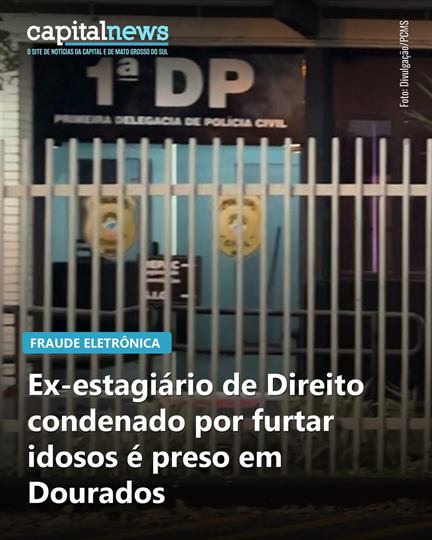 capitalnews
O SITE DE NOTÍCIAS DA CAPITAL E DE MATO GROSSO DO SUL
Foto: Divulgação/PCMS
1ª DP
PRIMEIRA DELEGACIA DE POLÍCIA CIVIL
FRAUDE ELETRÔNICA
Ex-estagiário de Direito
condenado por furtar
idosos é preso em
Dourados